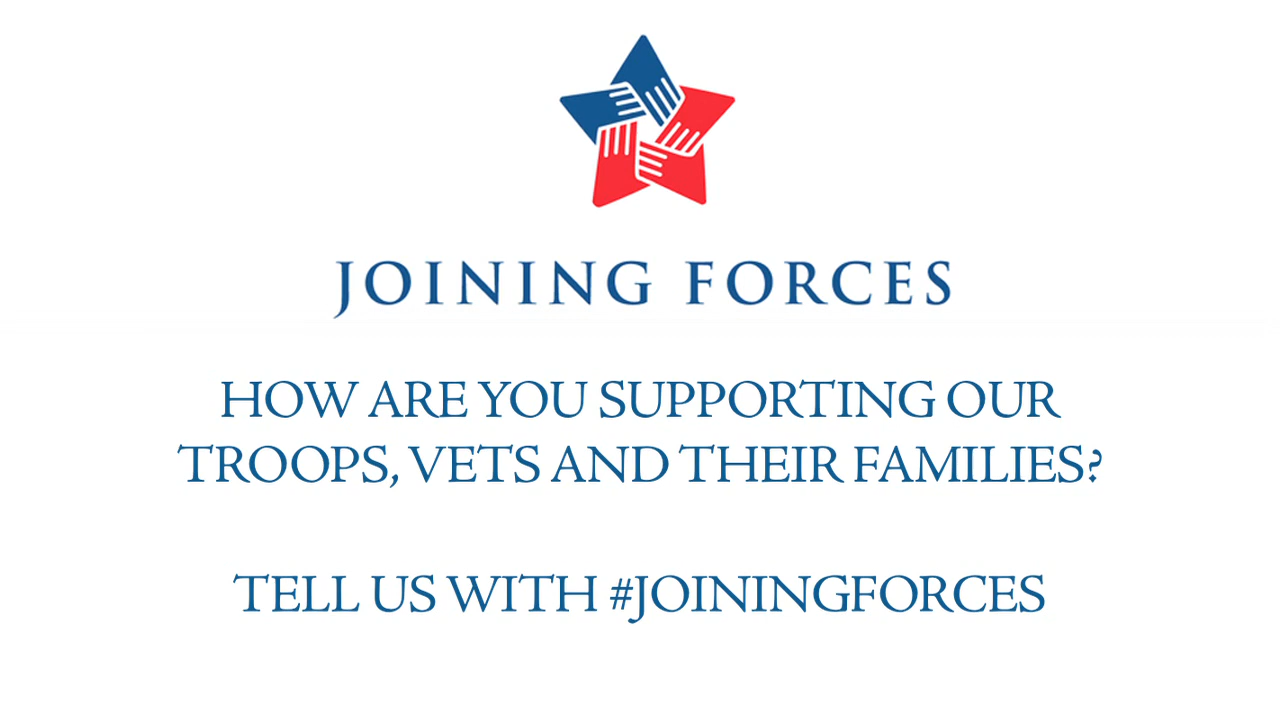 JOINING FORCES
HOW ARE YOU SUPPORTING OUR
TROOPS, VETS AND THEIR FAMILIES?
TELL US WITH #JOININGFORCES